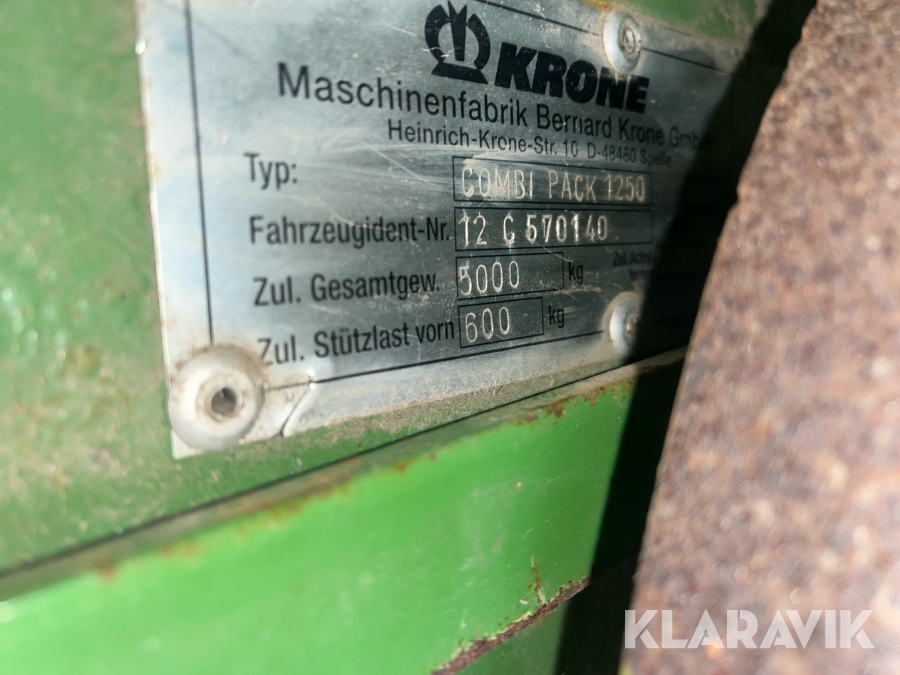 KRONE
Maschinenfabrik Bernard Krone GmbH
Heinrich-Krone-Str. 10 D-48480 Spelle
Typ: COMBI PACK 1250
Fahrzeugident-Nr. 12 C 570140
Zul. Gesamtgew. 5000 kg Zul.
Zul. Stützlast vorn 600 kg
KLARAVIK